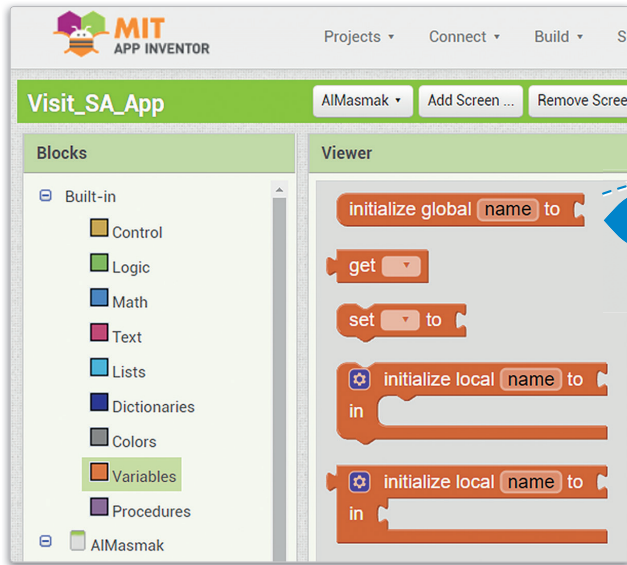 MIT
APP INVENTOR
Projects Connect Build S
Visit_SA_App
AlMasmak Add Screen ... Remove Scree
Blocks
Viewer
Built-in
Control
Logic
Math
Text
Lists
Dictionaries
Colors
Variables
Procedures
AlMasmak
initialize global name to
get
set to
initialize local name to
in
initialize local name to
in